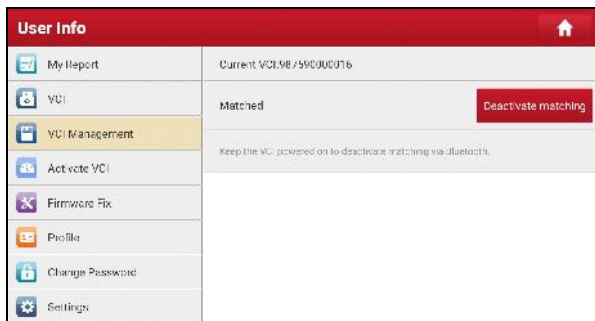 User Info
My Report
VCI
VCI Management
Activate VCI
Firmware Fix
Profile
Change Password
Settings
Current VCI:987590000016
Matched
Deactivate matching
Keep the VCI powered on to deactivate matching via Bluetooth.